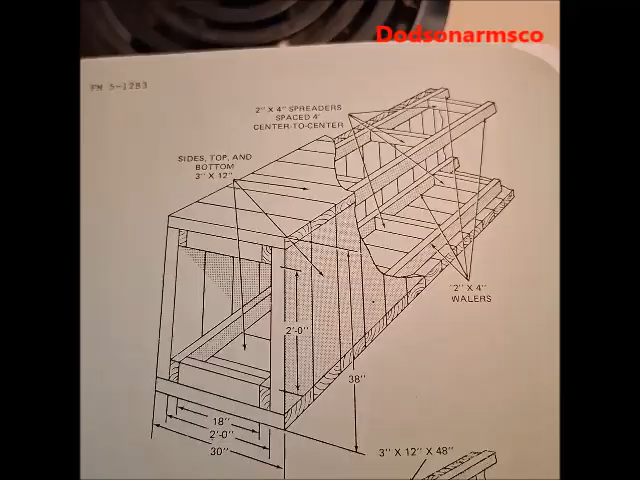 Dodsonarmsco
FM 5-1283
2" X 4" SPREADERS
SPACED 4'
CENTER-TO-CENTER
SIDES, TOP, AND
BOTTOM
3" X 12"
2" X 4"
WALERS
2'-0"
38"
18"
2'-0"
30"
3" X 12" X 48"